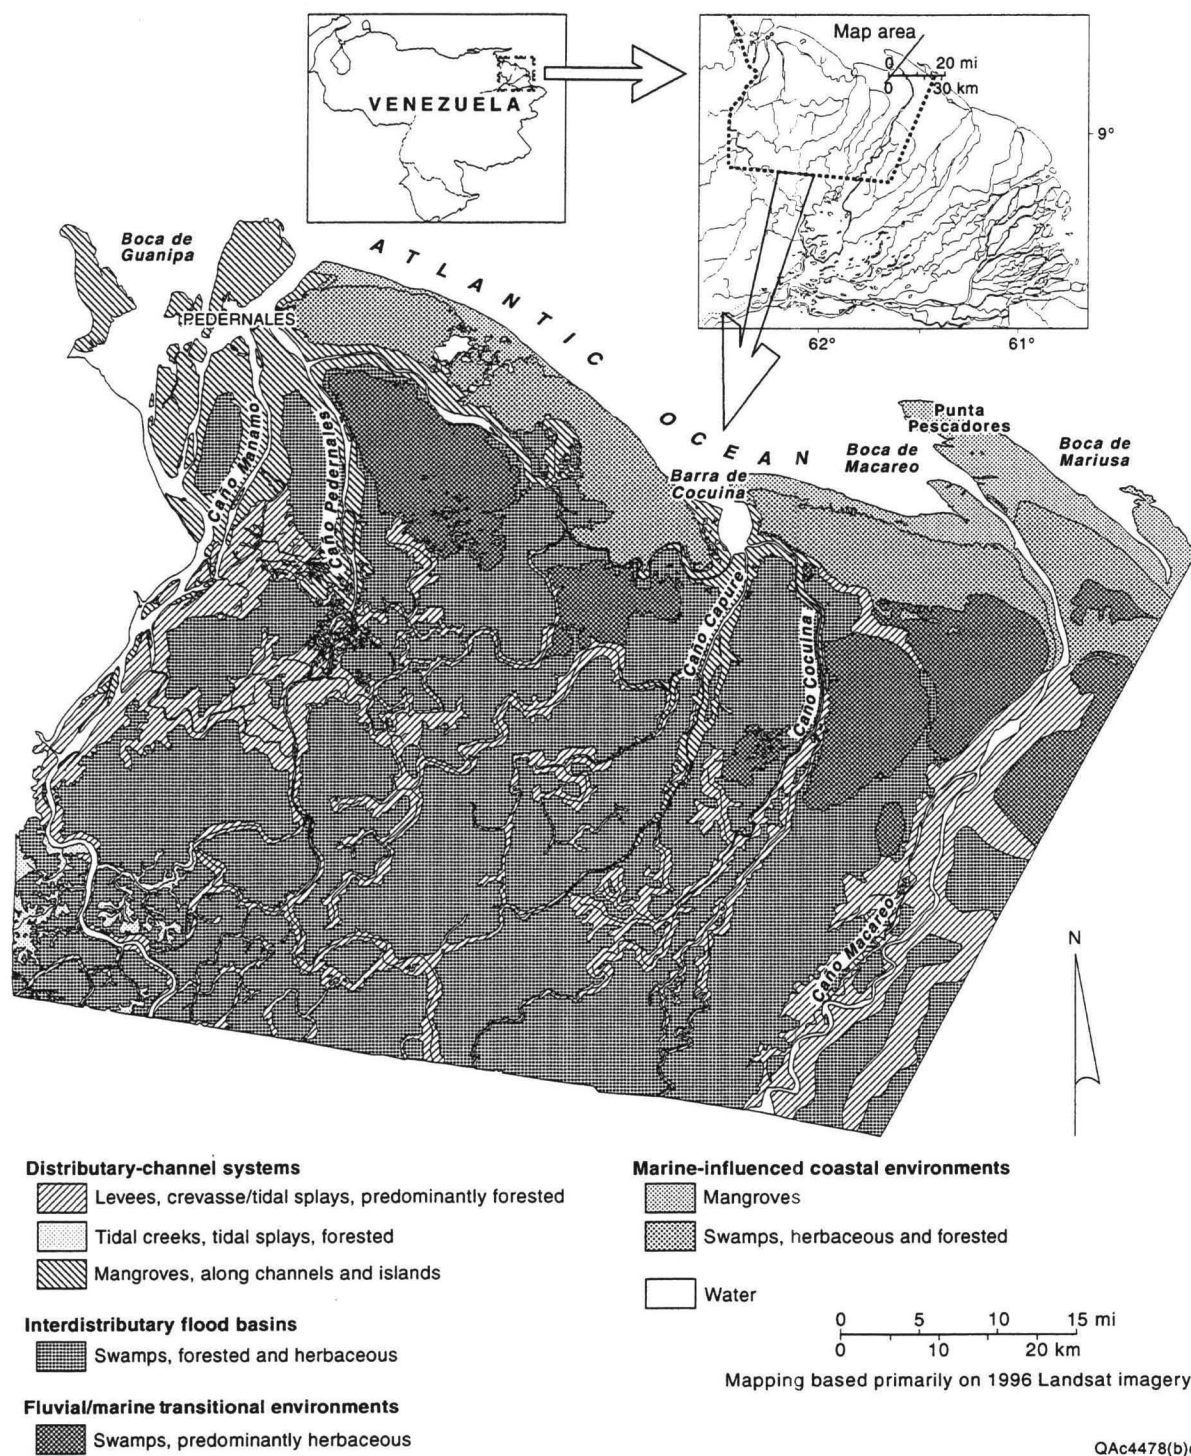 VENEZUELA
Map area
0 20 mi
0 30 km
9°
62° 61°
Boca de
Guanipa
ATLANTIC
OCEAN
PEDERNALES
Caño Manamo
Caño Pedernales
Punta
Pescadores
Boca de
Macareo
Boca de
Mariusa
Barra de
Cocuina
Caño Capure
Caño Cocuina
Caño Macareo
N
Distributary-channel systems
Levees, crevasse/tidal splays, predominantly forested
Tidal creeks, tidal splays, forested
Mangroves, along channels and islands
Interdistributary flood basins
Swamps, forested and herbaceous
Fluvial/marine transitional environments
Swamps, predominantly herbaceous
Marine-influenced coastal environments
Mangroves
Swamps, herbaceous and forested
Water
0 5 10 15 mi
0 10 20 km
Mapping based primarily on 1996 Landsat imagery
QAc4478(b)